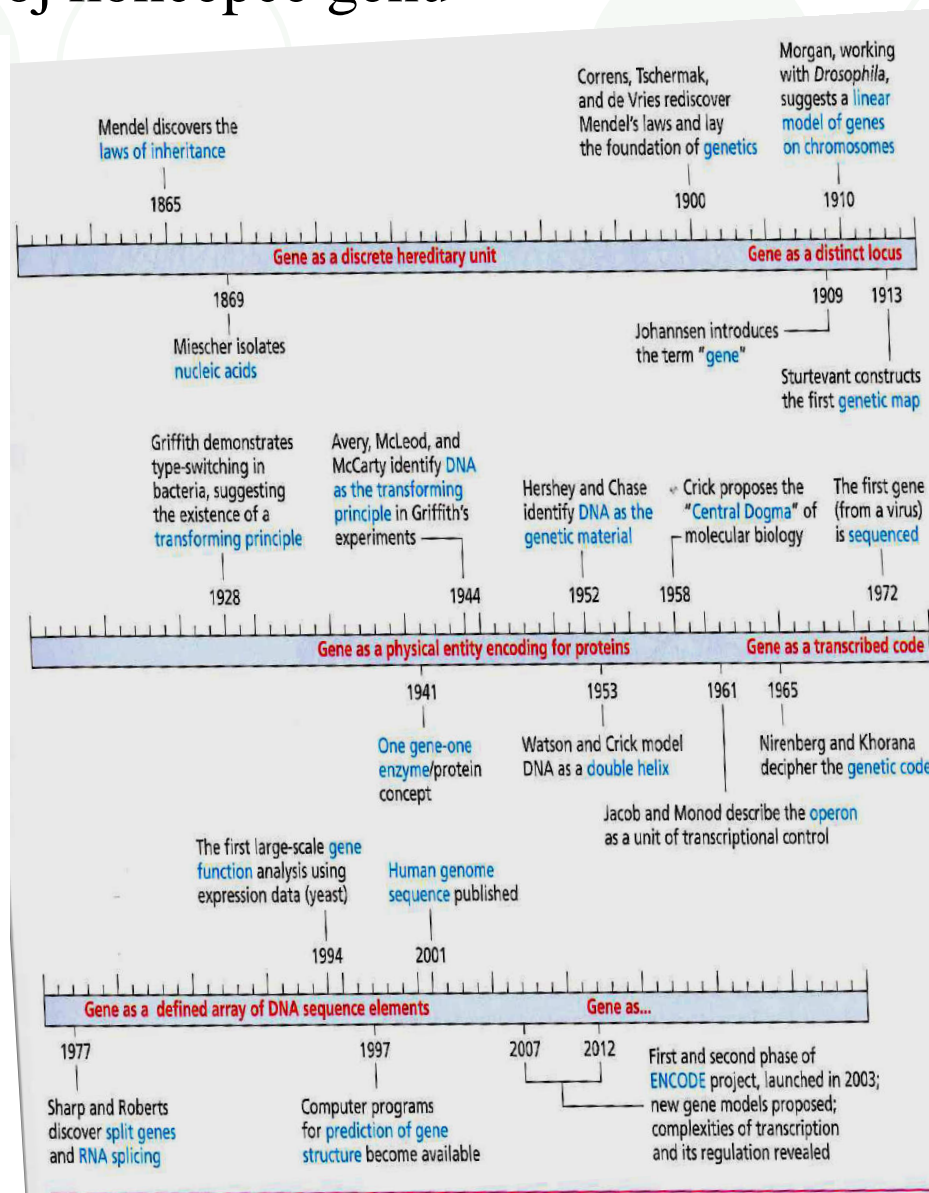 koncepce genu
Mendel discovers the
laws of inheritance
1865
Correns, Tschermak,
and de Vries rediscover
Mendel's laws and lay
the foundation of genetics
1900
Morgan, working
with Drosophila,
suggests a linear
model of genes
on chromosomes
1910
Gene as a discrete hereditary unit
Gene as a distinct locus
1869
Miescher isolates
nucleic acids
1909
Johannsen introduces
the term "gene"
1913
Sturtevant constructs
the first genetic map
Griffith demonstrates
type-switching in
bacteria, suggesting
the existence of a
transforming principle
1928
Avery, McLeod, and
McCarty identify DNA
as the transforming
principle in Griffith's
experiments
1944
Hershey and Chase
identify DNA as the
genetic material
1952
Crick proposes the
"Central Dogma" of
molecular biology
1958
The first gene
(from a virus)
is sequenced
1972
Gene as a physical entity encoding for proteins
Gene as a transcribed code
1941
One gene-one
enzyme/protein
concept
1953
Watson and Crick model
DNA as a double helix
1961
Jacob and Monod describe the operon
as a unit of transcriptional control
1965
Nirenberg and Khorana
decipher the genetic code
The first large-scale gene
function analysis using
expression data (yeast)
1994
Human genome
sequence published
2001
Gene as a defined array of DNA sequence elements
Gene as...
1977
Sharp and Roberts
discover split genes
and RNA splicing
1997
Computer programs
for prediction of gene
structure become available
2007
2012
First and second phase of
ENCODE project, launched in 2003;
new gene models proposed;
complexities of transcription
and its regulation revealed